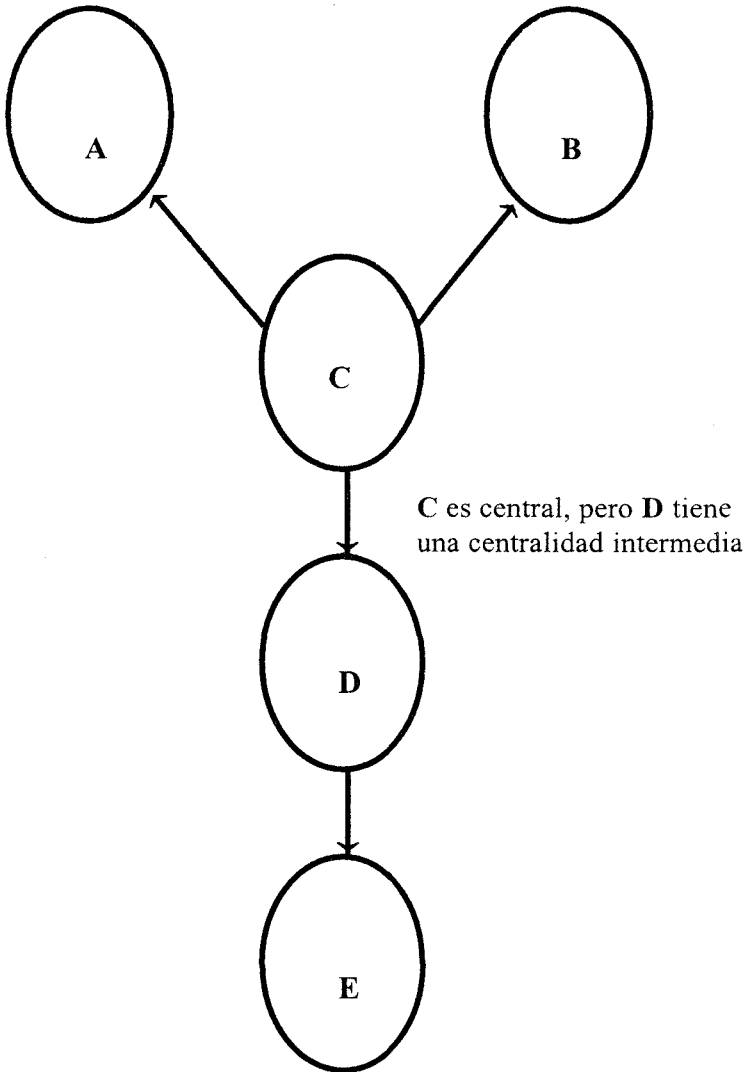 A
B
C
C es central, pero D tiene
una centralidad intermedia
D
E